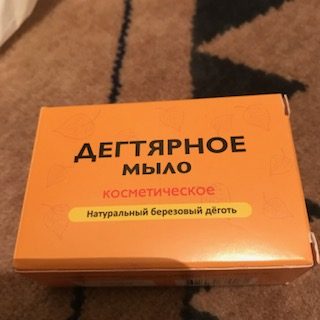 ДЕГТЯРНОЕ
МЫЛО
косметическое
Натуральный березовый дёготь